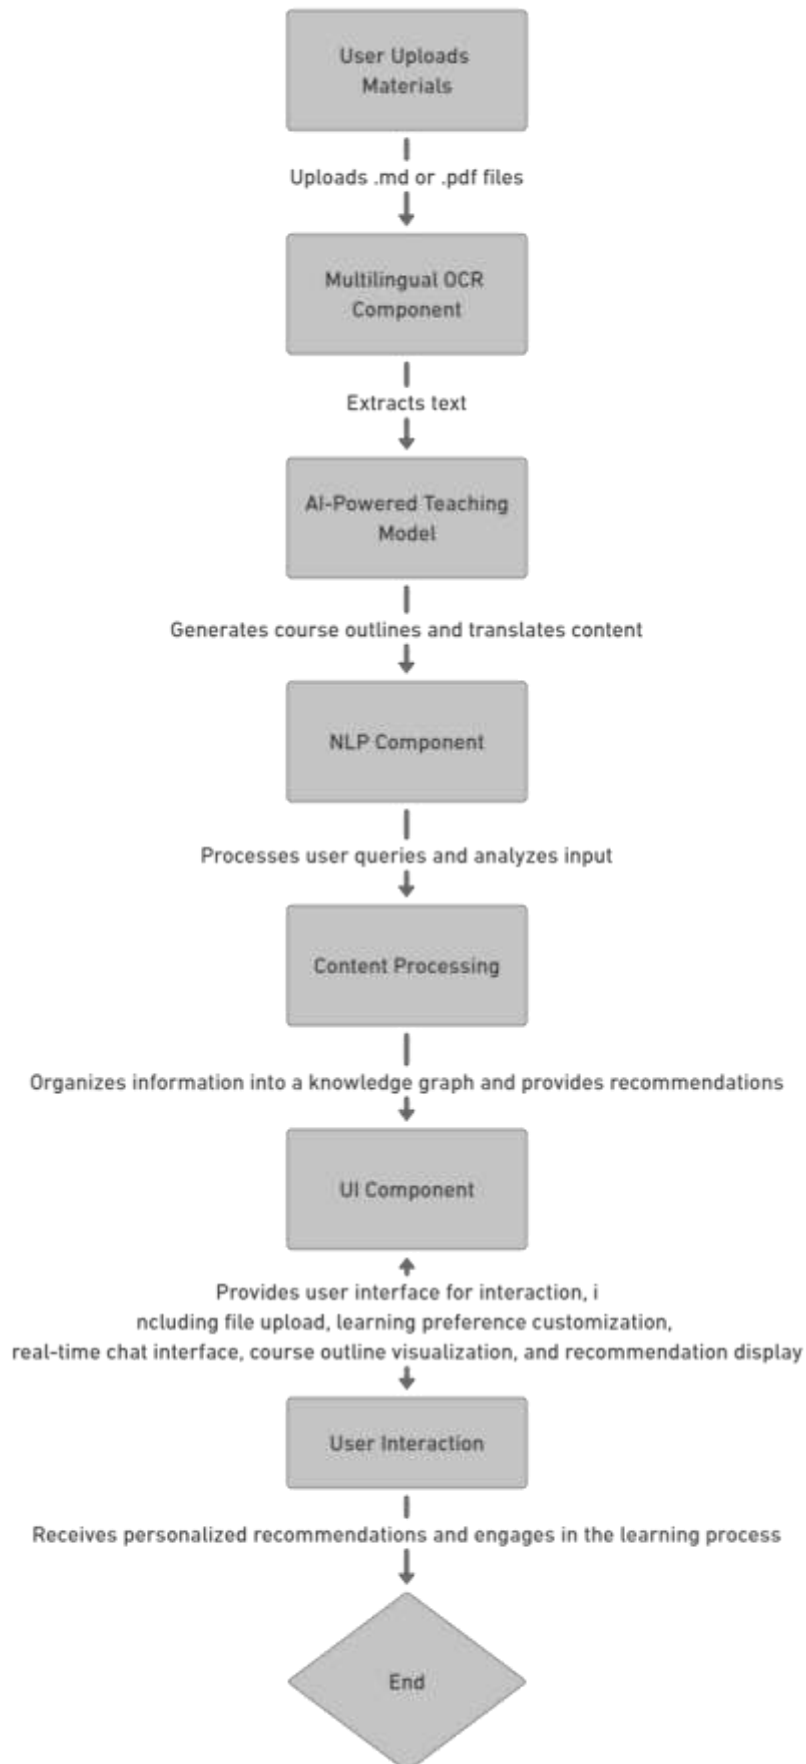 User Uploads
Materials
Uploads .md or .pdf files
Multilingual OCR
Component
Extracts text
AI-Powered Teaching
Model
Generates course outlines and translates content
NLP Component
Processes user queries and analyzes input
Content Processing
Organizes information into a knowledge graph and provides recommendations
UI Component
Provides user interface for interaction, i
ncluding file upload, learning preference customization,
real-time chat interface, course outline visualization, and recommendation display
User Interaction
Receives personalized recommendations and engages in the learning process
End